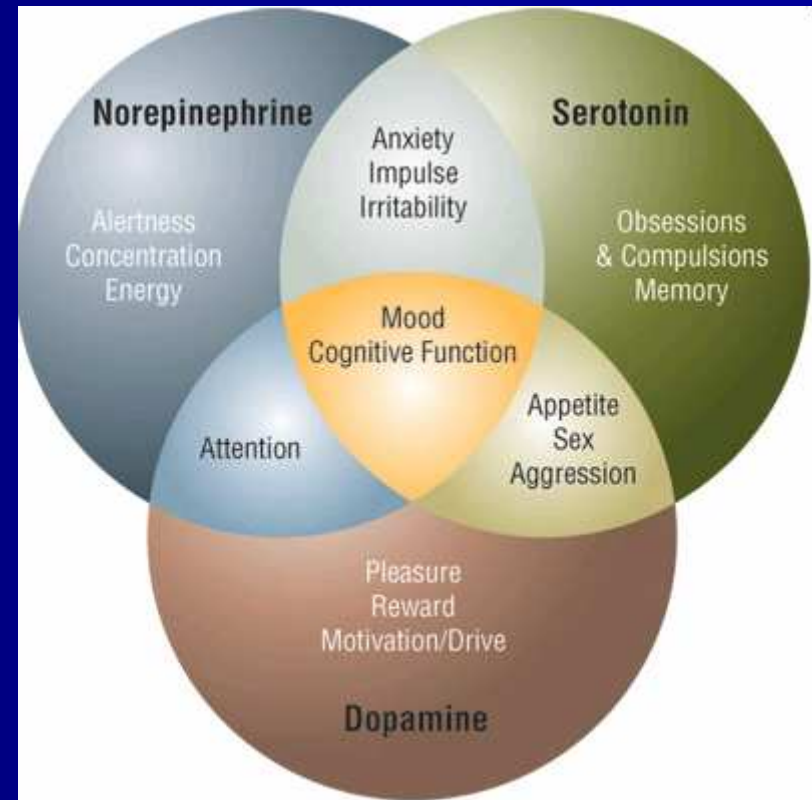 Norepinephrine
Serotonin
Anxiety
Impulse
Irritability
Alertness
Concentration
Energy
Obsessions
& Compulsions
Memory
Mood
Cognitive Function
Attention
Appetite
Sex
Aggression
Pleasure
Reward
Motivation/Drive
Dopamine